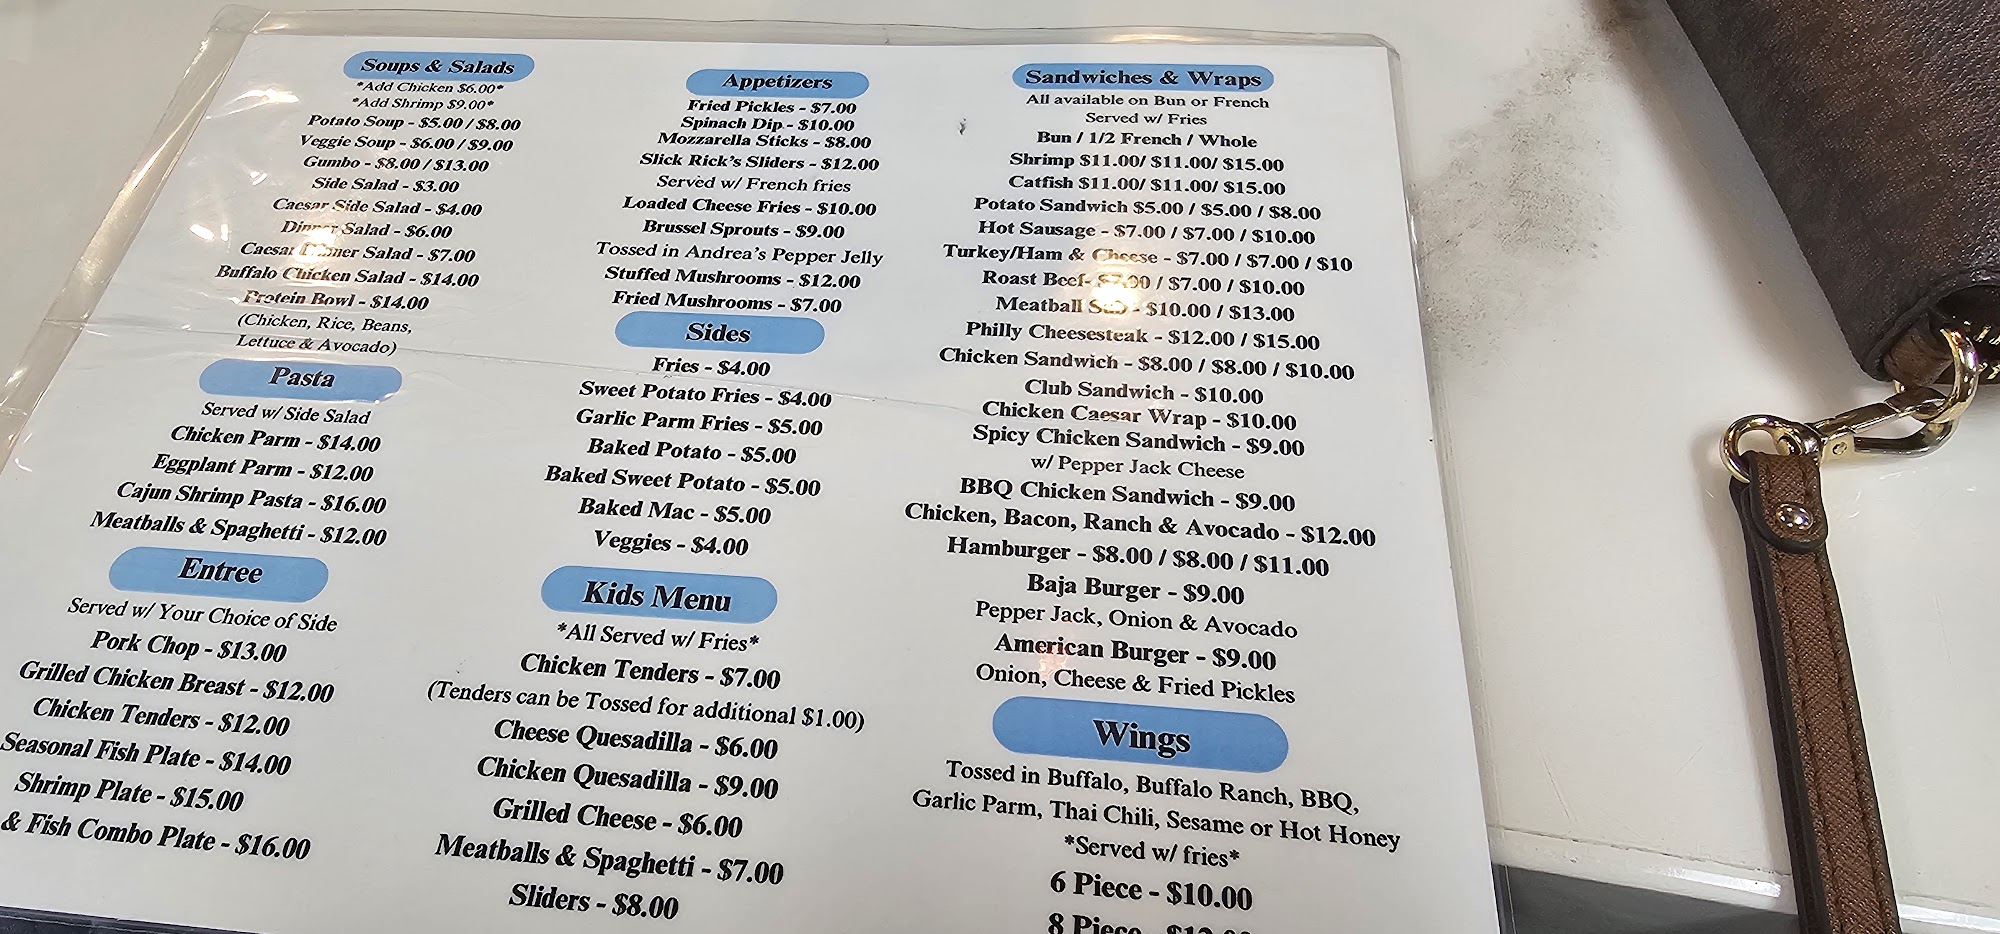 Soups & Salads
*Add Chicken $6.00*
*Add Shrimp $9.00*
Potato Soup - $5.00 / $8.00
Veggie Soup - $6.00 / $9.00
Gumbo - $8.00 / $13.00
Side Salad - $3.00
Caesar Side Salad - $4.00
Dinner Salad - $6.00
Caesar Dinner Salad - $7.00
Buffalo Chicken Salad - $14.00
Protein Bowl - $14.00
(Chicken, Rice, Beans,
Lettuce & Avocado)
Pasta
Served w/ Side Salad
Chicken Parm - $14.00
Eggplant Parm - $12.00
Cajun Shrimp Pasta - $16.00
Meatballs & Spaghetti - $12.00
Entree
Served w/ Your Choice of Side
Pork Chop - $13.00
Grilled Chicken Breast - $12.00
Chicken Tenders - $12.00
Seasonal Fish Plate - $14.00
Shrimp Plate - $15.00
& Fish Combo Plate - $16.00
Appetizers
Fried Pickles - $7.00
Spinach Dip - $10.00
Mozzarella Sticks - $8.00
Slick Rick's Sliders - $12.00
Served w/ French fries
Loaded Cheese Fries - $10.00
Brussel Sprouts - $9.00
Tossed in Andrea's Pepper Jelly
Stuffed Mushrooms - $12.00
Fried Mushrooms - $7.00
Sides
Fries - $4.00
Sweet Potato Fries - $4.00
Garlic Parm Fries - $5.00
Baked Potato - $5.00
Baked Sweet Potato - $5.00
Baked Mac - $5.00
Veggies - $4.00
Kids Menu
*All Served w/ Fries*
Chicken Tenders - $7.00
(Tenders can be Tossed for additional $1.00)
Cheese Quesadilla - $6.00
Chicken Quesadilla - $9.00
Grilled Cheese - $6.00
Meatballs & Spaghetti - $7.00
Sliders - $8.00
Sandwiches & Wraps
All available on Bun or French
Served w/ Fries
Bun / 1/2 French / Whole
Shrimp $11.00/ $11.00/ $15.00
Catfish $11.00/ $11.00/ $15.00
Potato Sandwich $5.00 / $5.00 / $8.00
Hot Sausage - $7.00 / $7.00 / $10.00
Turkey/Ham & Cheese - $7.00 / $7.00 / $10
Roast Beef- $7.00 / $7.00 / $10.00
Meatball Sub - $10.00 / $13.00
Philly Cheesesteak - $12.00 / $15.00
Chicken Sandwich - $8.00 / $8.00 / $10.00
Club Sandwich - $10.00
Chicken Caesar Wrap - $10.00
Spicy Chicken Sandwich - $9.00
w/ Pepper Jack Cheese
BBQ Chicken Sandwich - $9.00
Chicken, Bacon, Ranch & Avocado - $12.00
Hamburger - $8.00 / $8.00 / $11.00
Baja Burger - $9.00
Pepper Jack, Onion & Avocado
American Burger - $9.00
Onion, Cheese & Fried Pickles
Wings
Tossed in Buffalo, Buffalo Ranch, BBQ,
Garlic Parm, Thai Chili, Sesame or Hot Honey
*Served w/ fries*
6 Piece - $10.00
8 Piece